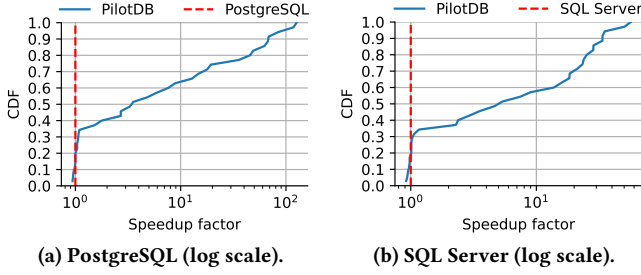 PilotDB PostgreSQL
1.0
0.9
0.8
0.7
0.6
0.5
0.4
0.3
0.2
0.1
0.0
CDF
10^0 10^1 10^2
Speedup factor
(a) PostgreSQL (log scale).
PilotDB SQL Server
1.0
0.9
0.8
0.7
0.6
0.5
0.4
0.3
0.2
0.1
0.0
CDF
10^0 10^1
Speedup factor
(b) SQL Server (log scale).